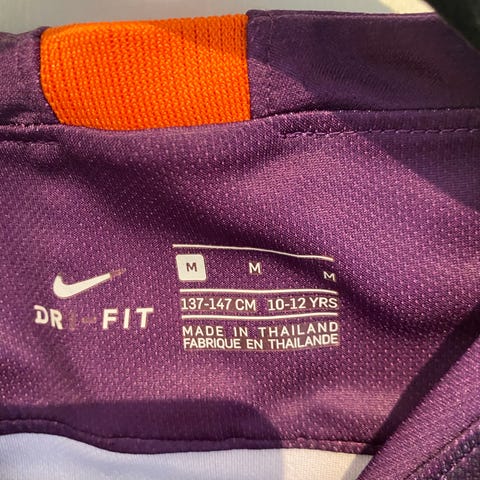 M M M
137-147 CM 10-12 YRS
DRI-FIT
MADE IN THAILAND
FABRIQUE EN THAILANDE